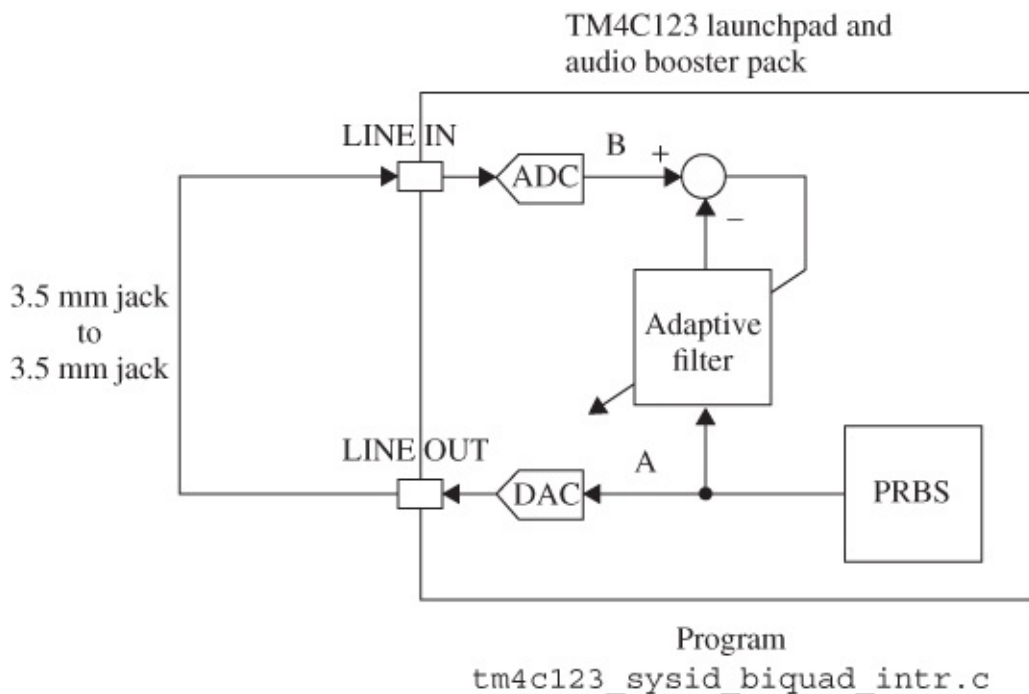 TM4C123 launchpad and
audio booster pack
LINE IN
B
+
ADC
−
3.5 mm jack
to
3.5 mm jack
Adaptive
filter
LINE OUT
A
DAC
PRBS
Program
tm4c123_sysid_biquad_intr.c